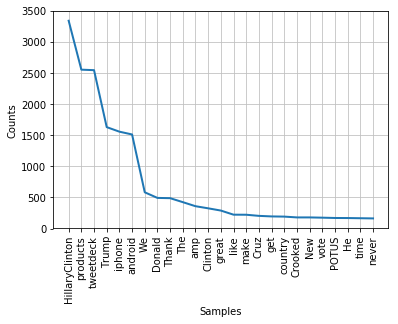 3500
3000
2500
2000
1500
1000
500
0
Counts
HillaryClinton
products
tweetdeck
Trump
iphone
android
We
Donald
Thank
The
amp
Clinton
great
like
make
Cruz
get
country
Crooked
New
vote
POTUS
He
time
never
Samples